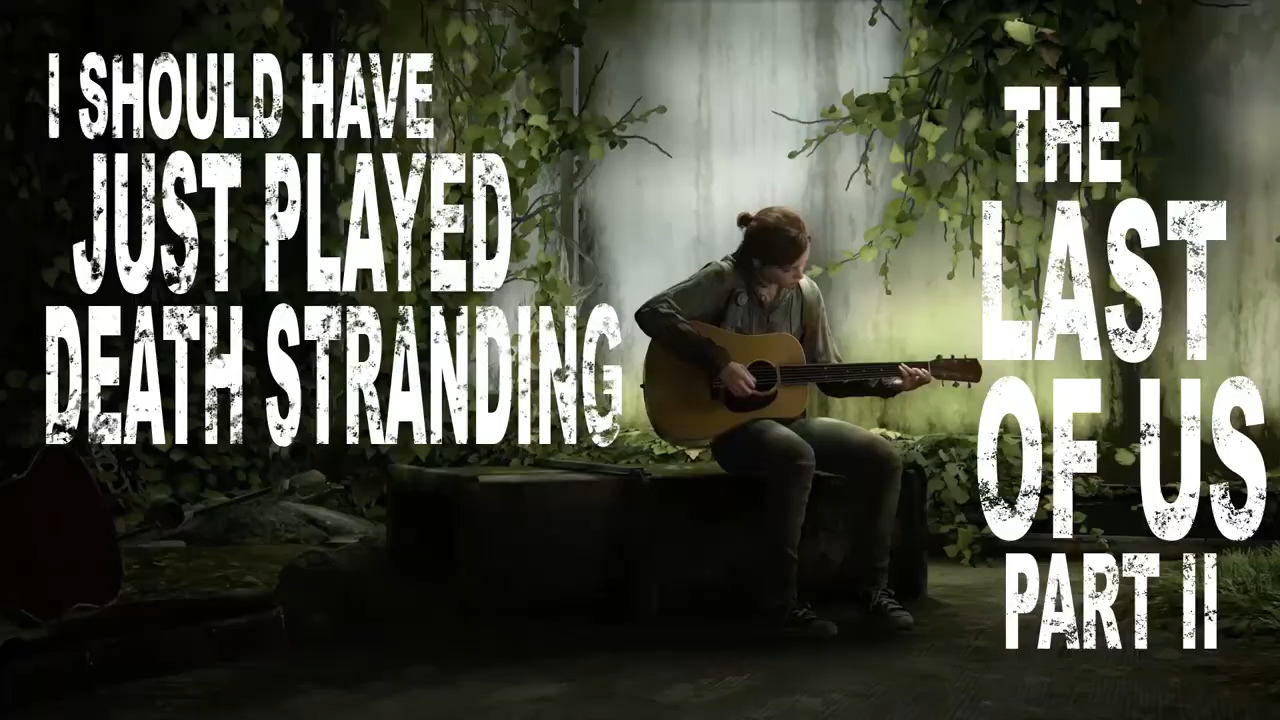 I SHOULD HAVE
JUST PLAYED
DEATH STRANDING
THE
LAST
OF US
PART II